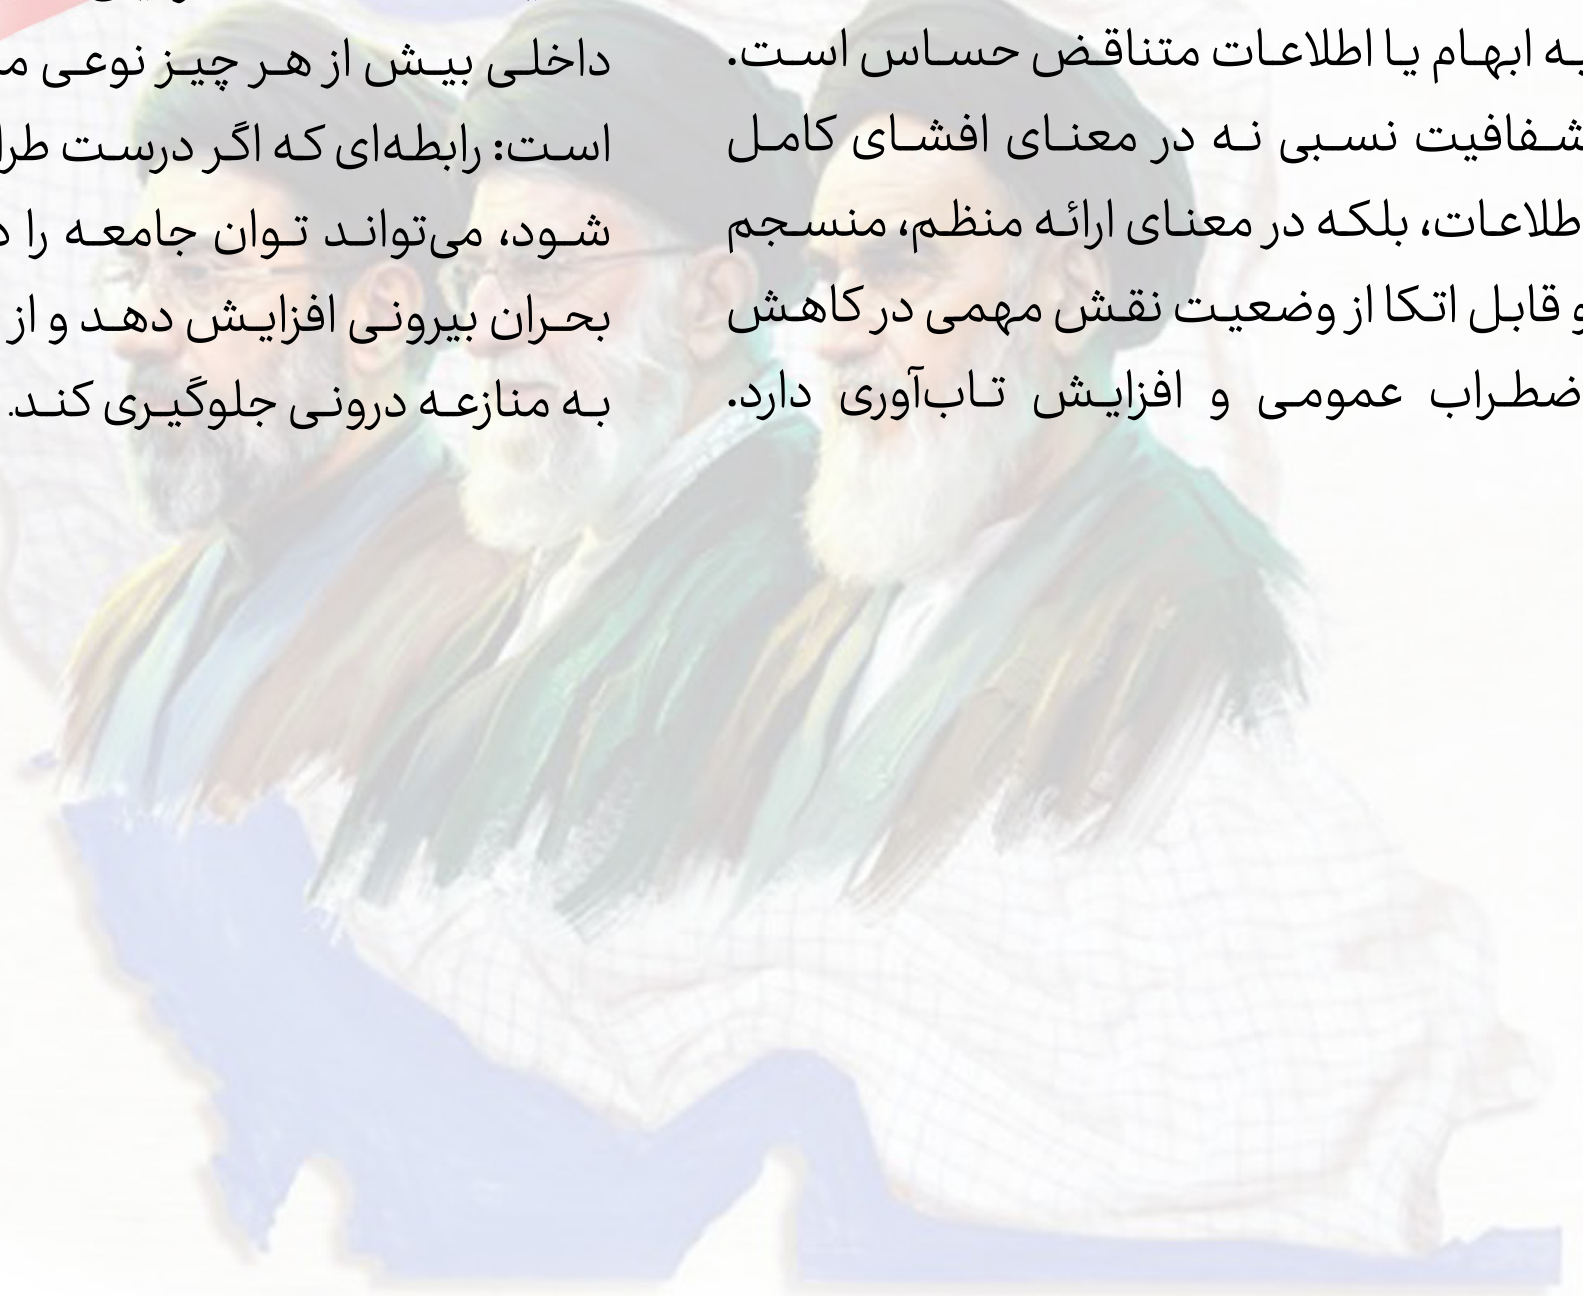 به ابهام یا اطلاعات متناقض حساس است.
شفافیت نسبی نه در معنای افشای کامل
طلاعات، بلکه در معنای ارائه منظم، منسجم
و قابل اتکا از وضعیت نقش مهمی در کاهش
ضطراب عمومی و افزایش تاب‌آوری دارد.
داخلی بیش از هر چیز نوعی
است: رابطه‌ای که اگر درست
شود، می‌تواند توان جامعه را
بحران بیرونی افزایش دهد و از
به منازعه درونی جلوگیری کند.